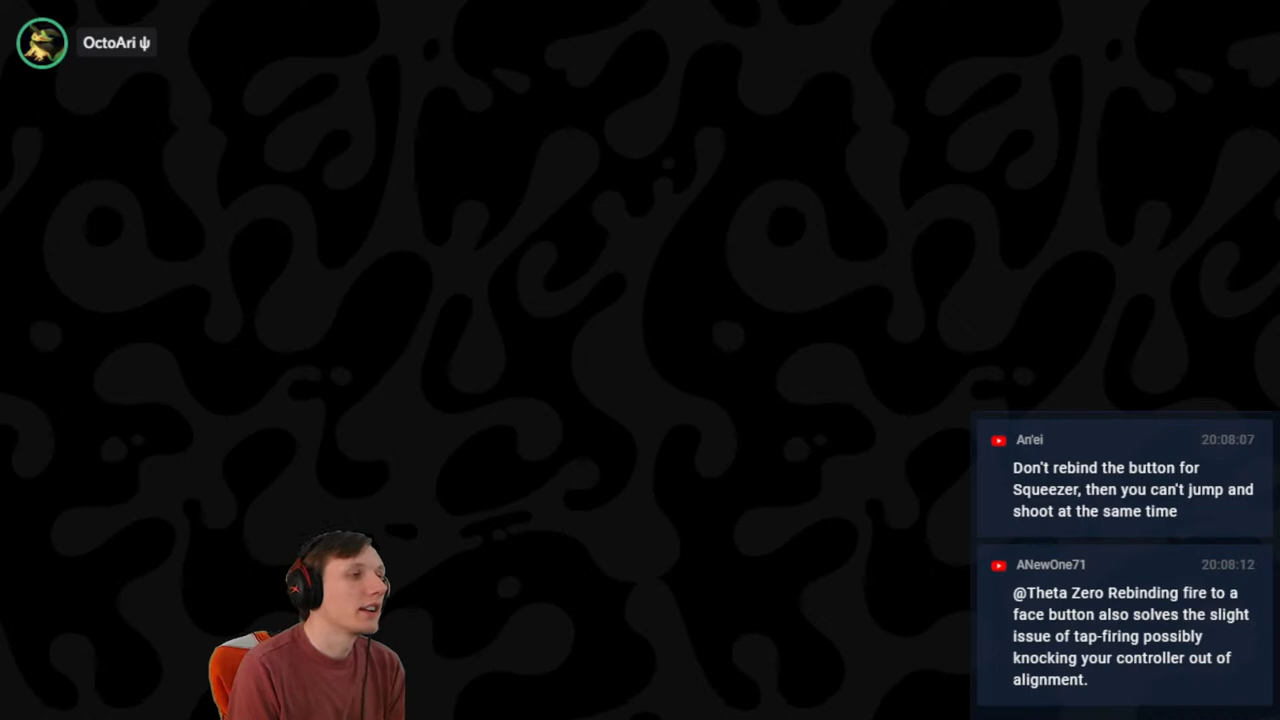 OctoAri ψ
An'ei 20:08:07
Don't rebind the button for
Squeezer, then you can't jump and
shoot at the same time
ANewOne71 20:08:12
@Theta Zero Rebinding fire to a
face button also solves the slight
issue of tap-firing possibly
knocking your controller out of
alignment.